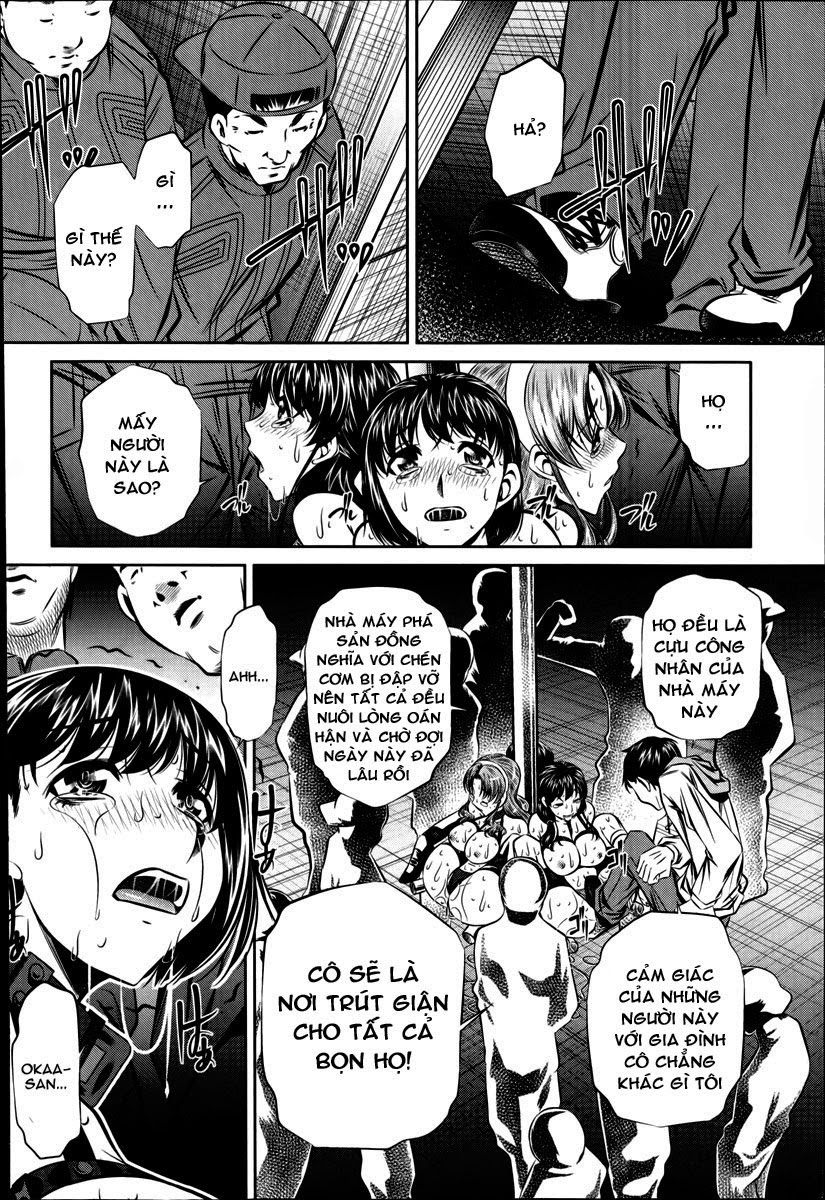 HẢ?
GÌ
...
GÌ THẾ
NÀY?
HỌ
...
MẤY
NGƯỜI
NÀY LÀ
SAO?
HỌ ĐỀU LÀ
CỰU CÔNG
NHÂN CỦA
NHÀ MÁY
NÀY
NHÀ MÁY PHÁ
SẢN ĐỒNG
NGHĨA VỚI CHÉN
CƠM BỊ ĐẬP VỠ
NÊN TẤT CẢ ĐỀU
NUÔI LÒNG OÁN
HẬN VÀ CHỜ ĐỢI
NGÀY NÀY ĐÃ
LÂU RỒI
CẢM GIÁC
CỦA NHỮNG
NGƯỜI NÀY
VỚI GIA ĐÌNH
CÔ CHẲNG
KHÁC GÌ TÔI
CÔ SẼ LÀ
NƠI TRÚT GIẬN
CHO TẤT CẢ
BỌN HỌ!
AHH...
OKAA-
SAN...